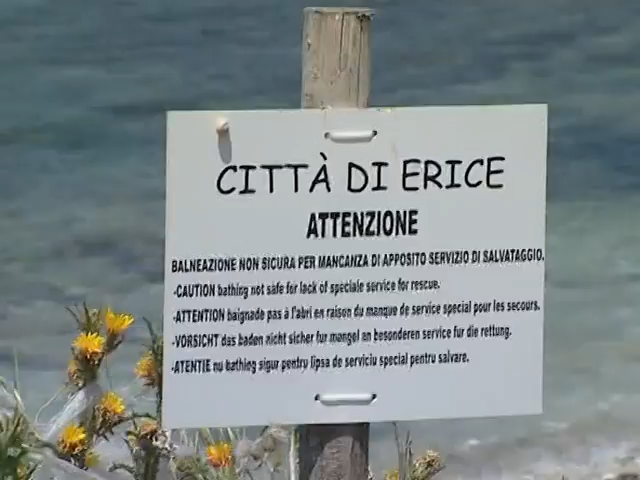 CITTÀ DI ERICE
ATTENZIONE
BALNEAZIONE NON SICURA PER MANCANZA DI APPOSITO SERVIZIO DI SALVATAGGIO.
-CAUTION bathing not safe for lack of speciale service for rescue.
-ATTENTION baignade pas à l'abri en raison du manque de service special pour les secours.
-VORSICHT das baden nicht sicher fur mangel an besonderen service fur die rettung.
-ATENTIE nu bathing sigur pentru lipsa de serviciu special pentru salvare.